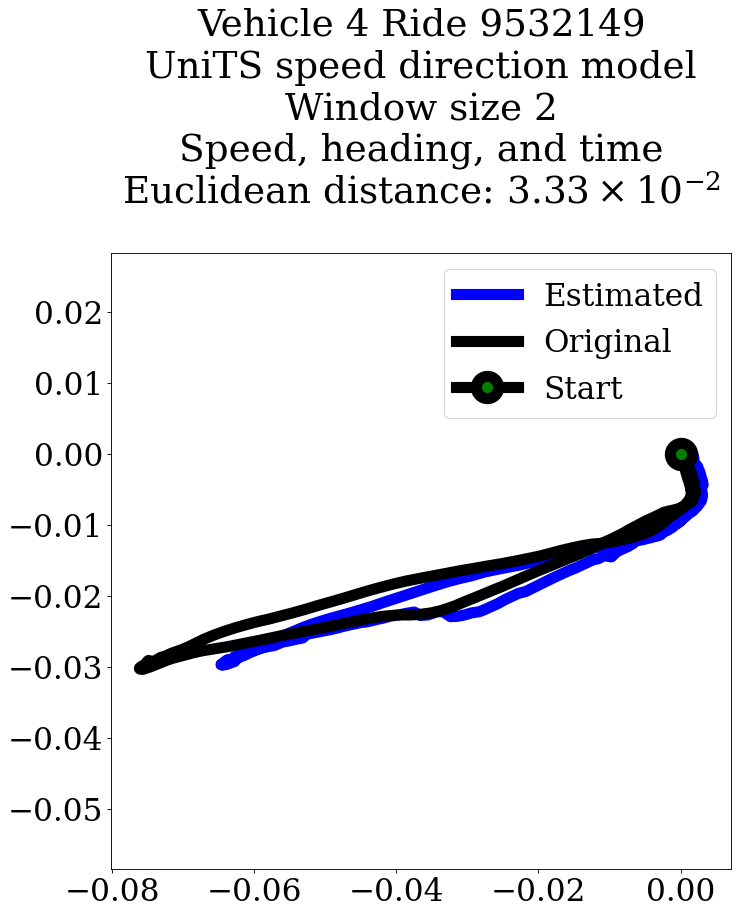 Vehicle 4 Ride 9532149
UniTS speed direction model
Window size 2
Speed, heading, and time
Euclidean distance: 3.33 × 10⁻²
Estimated
Original
Start
0.02
0.01
0.00
−0.01
−0.02
−0.03
−0.04
−0.05
−0.08 −0.06 −0.04 −0.02 0.00